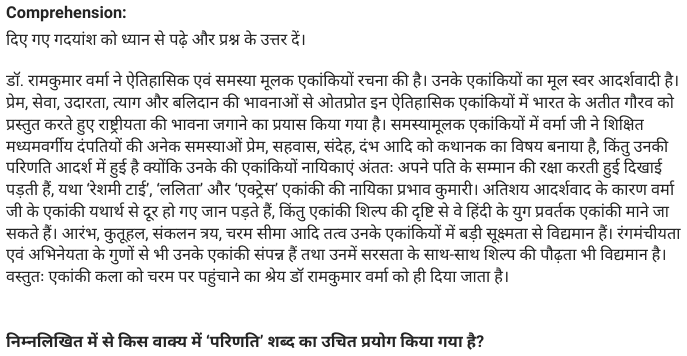 Comprehension:
दिए गए गदयांश को ध्यान से पढ़े और प्रश्न के उत्तर दें।
डॉ. रामकुमार वर्मा ने ऐतिहासिक एवं समस्या मूलक एकांकियों रचना की है। उनके एकांकियों का मूल स्वर आदर्शवादी है।
प्रेम, सेवा, उदारता, त्याग और बलिदान की भावनाओं से ओतप्रोत इन ऐतिहासिक एकांकियों में भारत के अतीत गौरव को
प्रस्तुत करते हुए राष्ट्रीयता की भावना जगाने का प्रयास किया गया है। समस्यामूलक एकांकियों में वर्मा जी ने शिक्षित
मध्यमवर्गीय दंपतियों की अनेक समस्याओं प्रेम, सहवास, संदेह, दंभ आदि को कथानक का विषय बनाया है, किंतु उनकी
परिणति आदर्श में हुई है क्योंकि उनके की एकांकियों नायिकाएं अंततः अपने पति के सम्मान की रक्षा करती हुई दिखाई
पड़ती हैं, यथा ‘रेशमी टाई’, ‘ललिता’ और ‘एक्ट्रेस’ एकांकी की नायिका प्रभाव कुमारी। अतिशय आदर्शवाद के कारण वर्मा
जी के एकांकी यथार्थ से दूर हो गए जान पड़ते हैं, किंतु एकांकी शिल्प की दृष्टि से वे हिंदी के युग प्रवर्तक एकांकी माने जा
सकते हैं। आरंभ, कुतूहल, संकलन त्रय, चरम सीमा आदि तत्व उनके एकांकियों में बड़ी सूक्ष्मता से विद्यमान हैं। रंगमंचीयता
एवं अभिनेयता के गुणों से भी उनके एकांकी संपन्न हैं तथा उनमें सरसता के साथ-साथ शिल्प की पौढ़ता भी विद्यमान है।
वस्तुतः एकांकी कला को चरम पर पहुंचाने का श्रेय डॉ रामकुमार वर्मा को ही दिया जाता है।
निम्नलिखित में से किस वाक्य में ‘परिणति’ शब्द का उचित प्रयोग किया गया है?